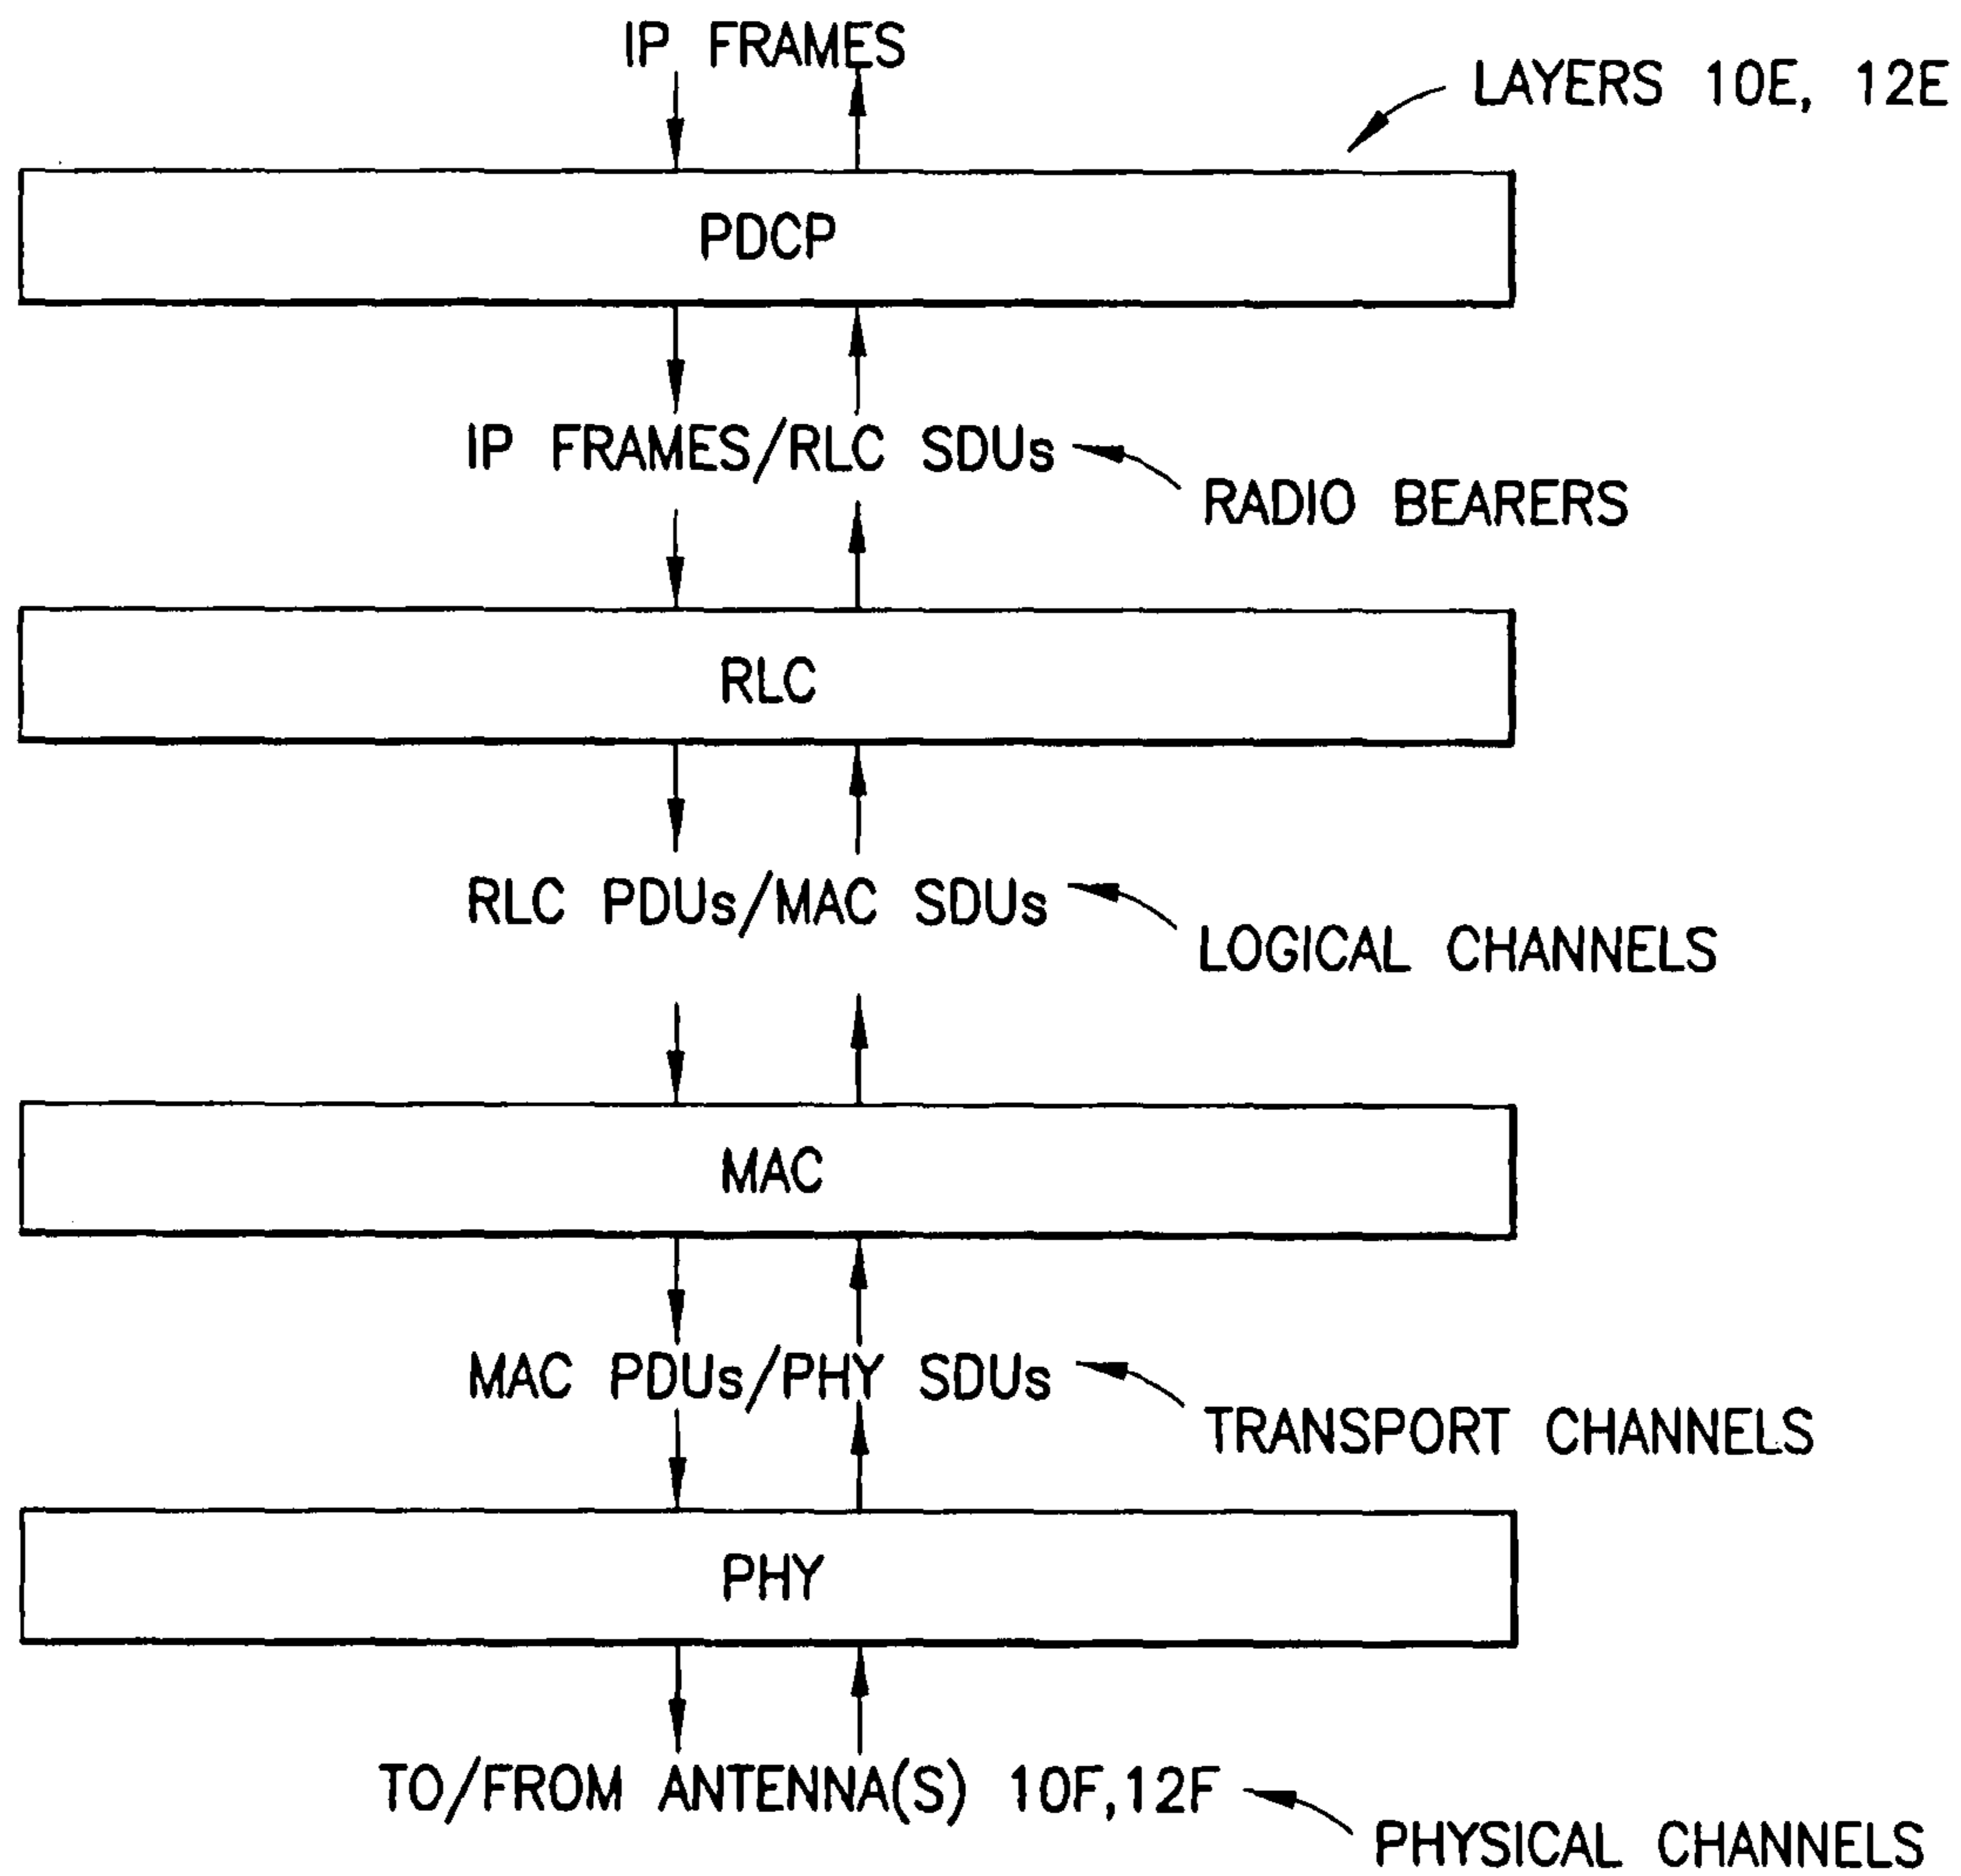 IP FRAMES
LAYERS 10E, 12E
PDCP
IP FRAMES/RLC SDUs
RADIO BEARERS
RLC
RLC PDUs/MAC SDUs
LOGICAL CHANNELS
MAC
MAC PDUs/PHY SDUs
TRANSPORT CHANNELS
PHY
TO/FROM ANTENNA(S) 10F,12F
PHYSICAL CHANNELS